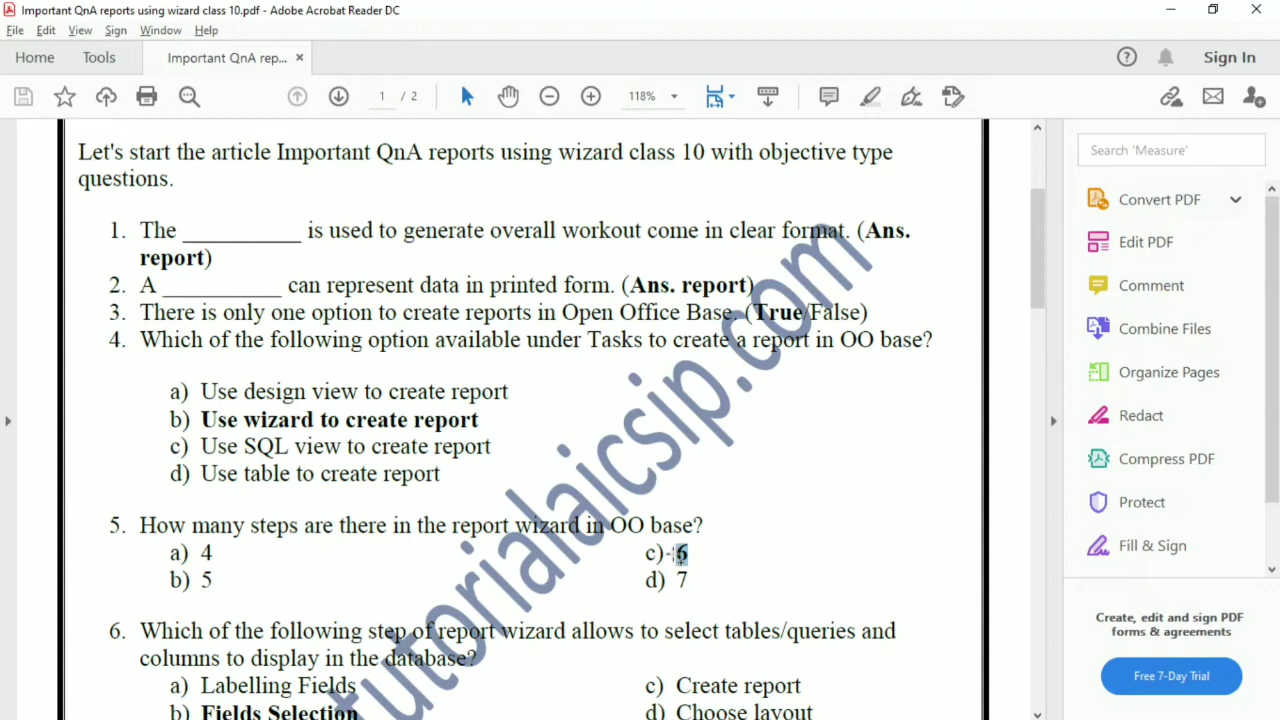 Important QnA reports using wizard class 10.pdf - Adobe Acrobat Reader DC
File Edit View Sign Window Help
Home Tools Important QnA rep... × Sign In
1 / 2 118%
Let's start the article Important QnA reports using wizard class 10 with objective type
questions.
1. The ___________ is used to generate overall workout come in clear format. (Ans.
report)
2. A ___________ can represent data in printed form. (Ans. report)
3. There is only one option to create reports in Open Office Base. (True/False)
4. Which of the following option available under Tasks to create a report in OO base?
a) Use design view to create report
b) Use wizard to create report
c) Use SQL view to create report
d) Use table to create report
5. How many steps are there in the report wizard in OO base?
a) 4 c) 6
b) 5 d) 7
6. Which of the following step of report wizard allows to select tables/queries and
columns to display in the database?
a) Labelling Fields c) Create report
b) Fields Selection d) Choose layout
tutorialaicsip.com
Search 'Measure'
Convert PDF
Edit PDF
Comment
Combine Files
Organize Pages
Redact
Compress PDF
Protect
Fill & Sign
Create, edit and sign PDF
forms & agreements
Free 7-Day Trial